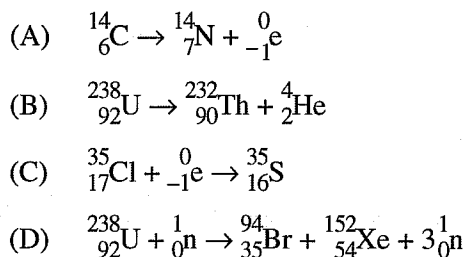 (A) ¹⁴₆C → ¹⁴₇N + ⁰₋₁e
(B) ²³⁸₉₂U → ²³²₉₀Th + ⁴₂He
(C) ³⁵₁₇Cl + ⁰₋₁e → ³⁵₁₆S
(D) ²³⁸₉₂U + ¹₀n → ⁹⁴₃₅Br + ¹⁵²₅₄Xe + 3¹₀n